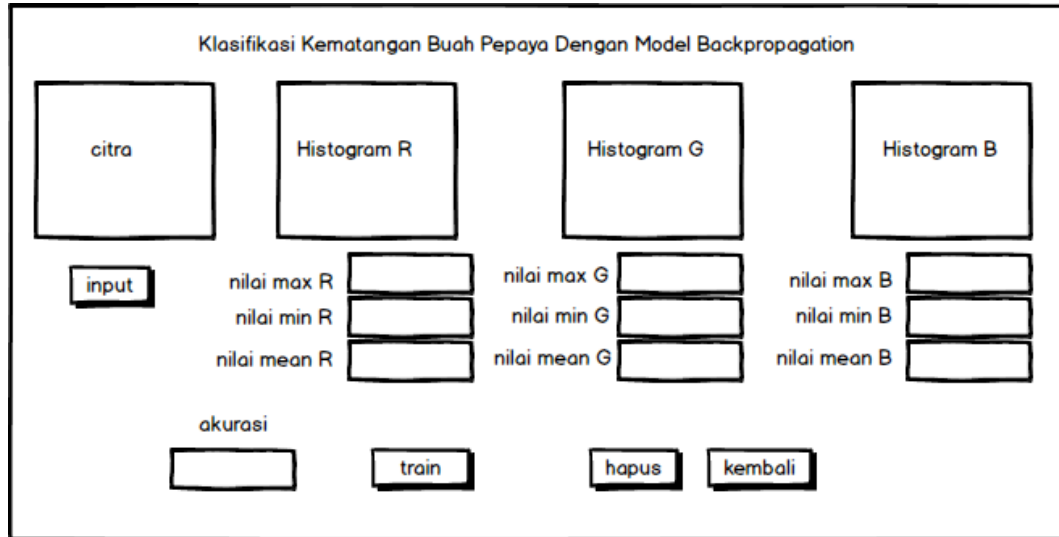 Klasifikasi Kematangan Buah Pepaya Dengan Model Backpropagation
citra
Histogram R
Histogram G
Histogram B
input
nilai max R
nilai max G
nilai max B
nilai min R
nilai min G
nilai min B
nilai mean R
nilai mean G
nilai mean B
akurasi
train
hapus
kembali